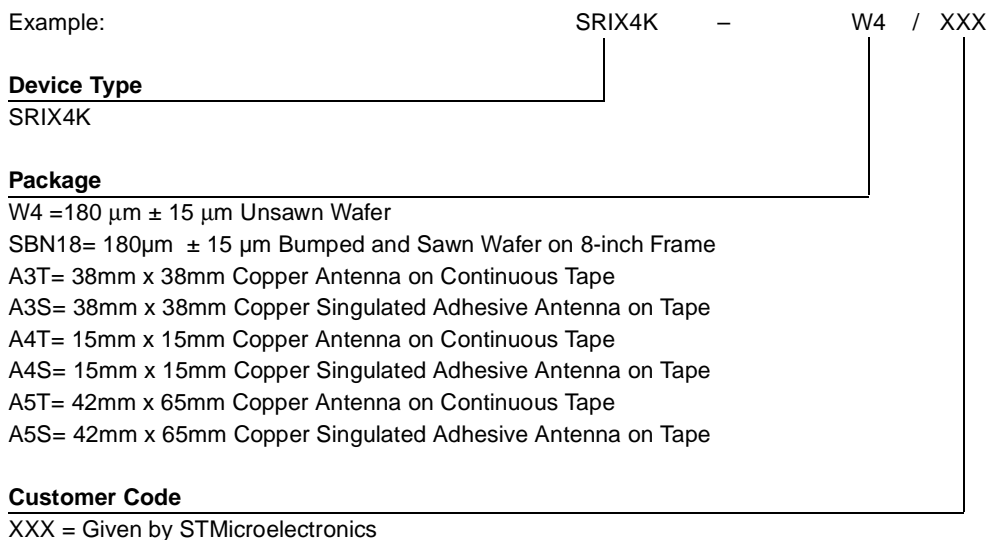 Example: SRIX4K – W4 / XXX
Device Type
SRIX4K
Package
W4 =180 μm ± 15 μm Unsawn Wafer
SBN18= 180μm ± 15 μm Bumped and Sawn Wafer on 8-inch Frame
A3T= 38mm x 38mm Copper Antenna on Continuous Tape
A3S= 38mm x 38mm Copper Singulated Adhesive Antenna on Tape
A4T= 15mm x 15mm Copper Antenna on Continuous Tape
A4S= 15mm x 15mm Copper Singulated Adhesive Antenna on Tape
A5T= 42mm x 65mm Copper Antenna on Continuous Tape
A5S= 42mm x 65mm Copper Singulated Adhesive Antenna on Tape
Customer Code
XXX = Given by STMicroelectronics